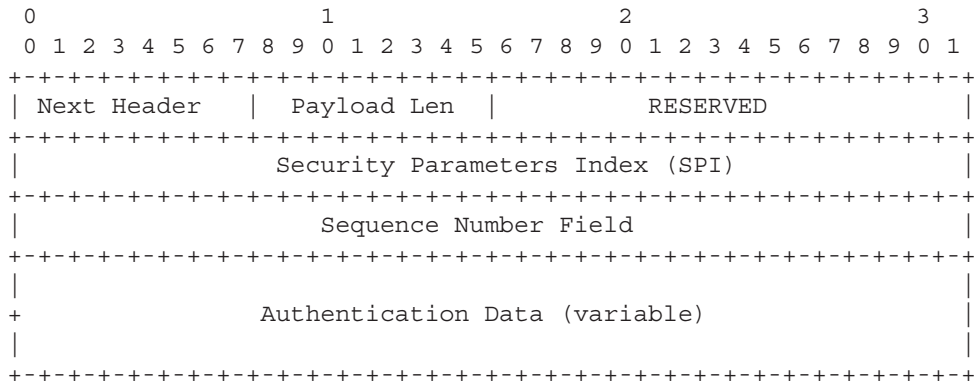 0                   1                   2                   3
0 1 2 3 4 5 6 7 8 9 0 1 2 3 4 5 6 7 8 9 0 1 2 3 4 5 6 7 8 9 0 1
+-+-+-+-+-+-+-+-+-+-+-+-+-+-+-+-+-+-+-+-+-+-+-+-+-+-+-+-+-+-+-+-+
| Next Header   |  Payload Len  |          RESERVED             |
+-+-+-+-+-+-+-+-+-+-+-+-+-+-+-+-+-+-+-+-+-+-+-+-+-+-+-+-+-+-+-+-+
|                 Security Parameters Index (SPI)               |
+-+-+-+-+-+-+-+-+-+-+-+-+-+-+-+-+-+-+-+-+-+-+-+-+-+-+-+-+-+-+-+-+
|                    Sequence Number Field                      |
+-+-+-+-+-+-+-+-+-+-+-+-+-+-+-+-+-+-+-+-+-+-+-+-+-+-+-+-+-+-+-+-+
|                                                               |
+                Authentication Data (variable)                 |
|                                                               |
+-+-+-+-+-+-+-+-+-+-+-+-+-+-+-+-+-+-+-+-+-+-+-+-+-+-+-+-+-+-+-+-+